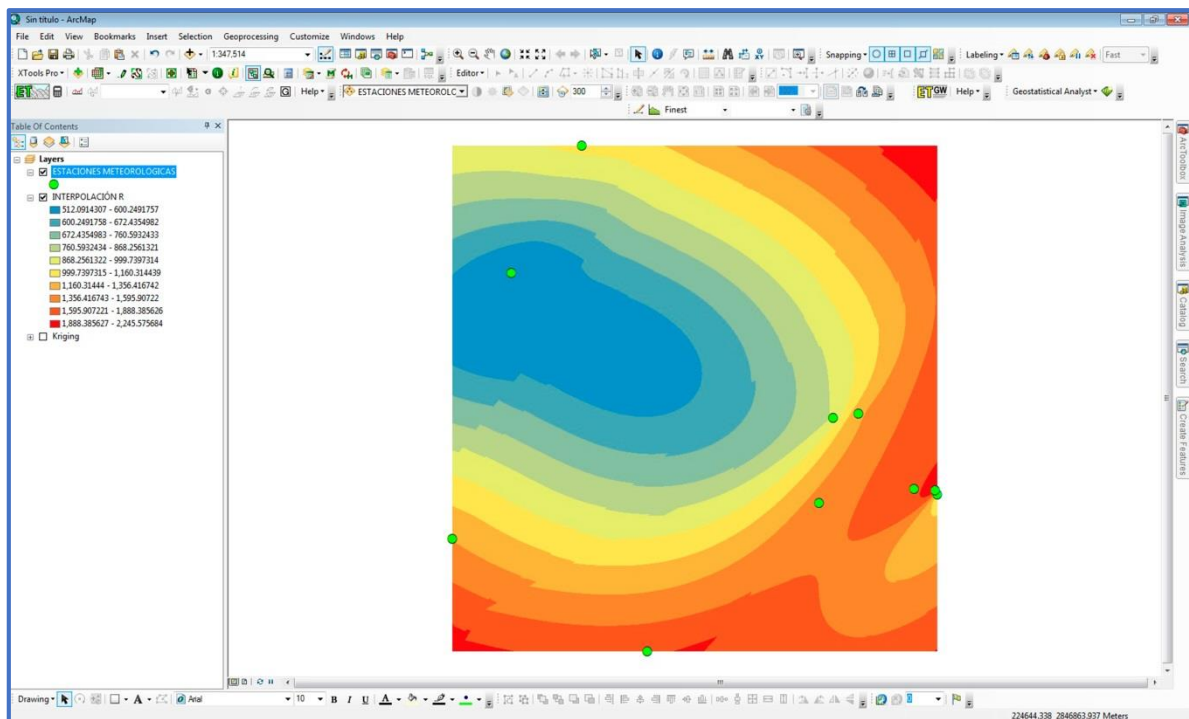 Sin título - ArcMap
File Edit View Bookmarks Insert Selection Geoprocessing Customize Windows Help
1:347,514 Snapping Labeling Fast
XTools Pro Editor
ET Help ESTACIONES METEOROLC 300 ET GW Help Geostatistical Analyst
Finest
Table Of Contents
Layers
ESTACIONES METEOROLOGICAS
INTERPOLACIÓN R
512.0914307 - 600.2491757
600.2491758 - 672.4354982
672.4354983 - 760.5932433
760.5932434 - 868.2561321
868.2561322 - 999.7397314
999.7397315 - 1,160.314439
1,160.31444 - 1,356.416742
1,356.416743 - 1,595.90722
1,595.907221 - 1,888.385626
1,888.385627 - 2,245.575684
Kriging
ArcToolbox
Image Analysis
Catalog
Search
Create Features
Drawing A Arial 10 B I U A
224644.338 2846863.937 Meters